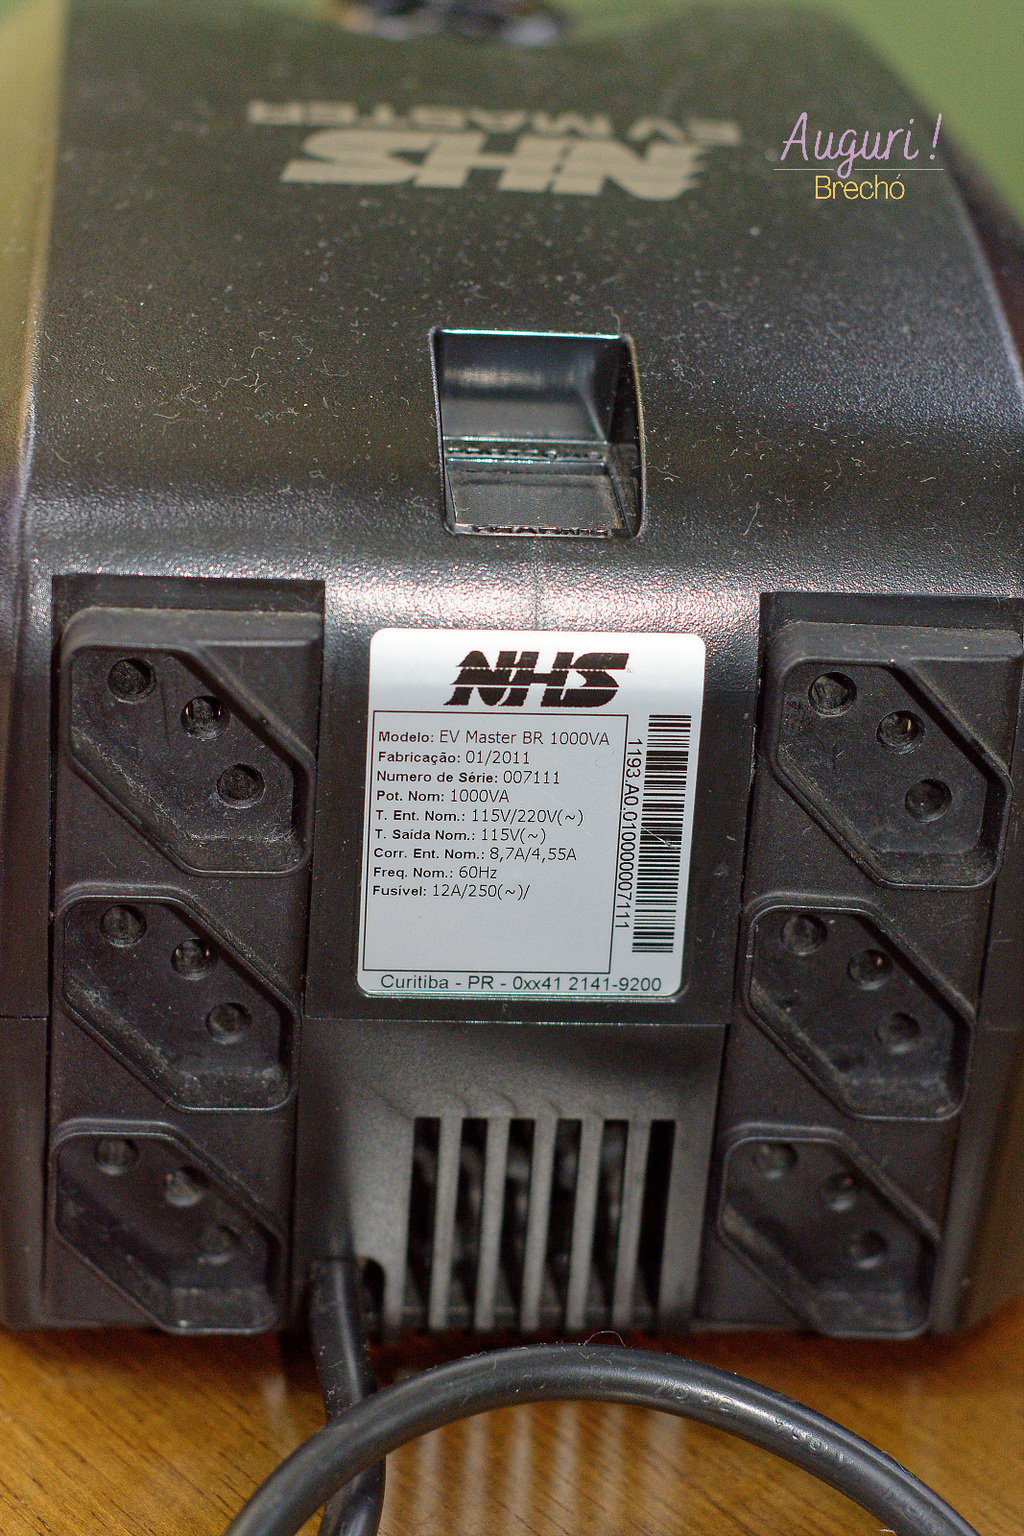 EV MASTER
NHS
Auguri!
Brechó
NHS
Modelo: EV Master BR 1000VA
Fabricação: 01/2011
Numero de Série: 007111
Pot. Nom: 1000VA
T. Ent. Nom.: 115V/220V(~)
T. Saída Nom.: 115V(~)
Corr. Ent. Nom.: 8,7A/4,55A
Freq. Nom.: 60Hz
Fusível: 12A/250(~)/
1193.A0.0100000007111
Curitiba - PR - 0xx41 2141-9200